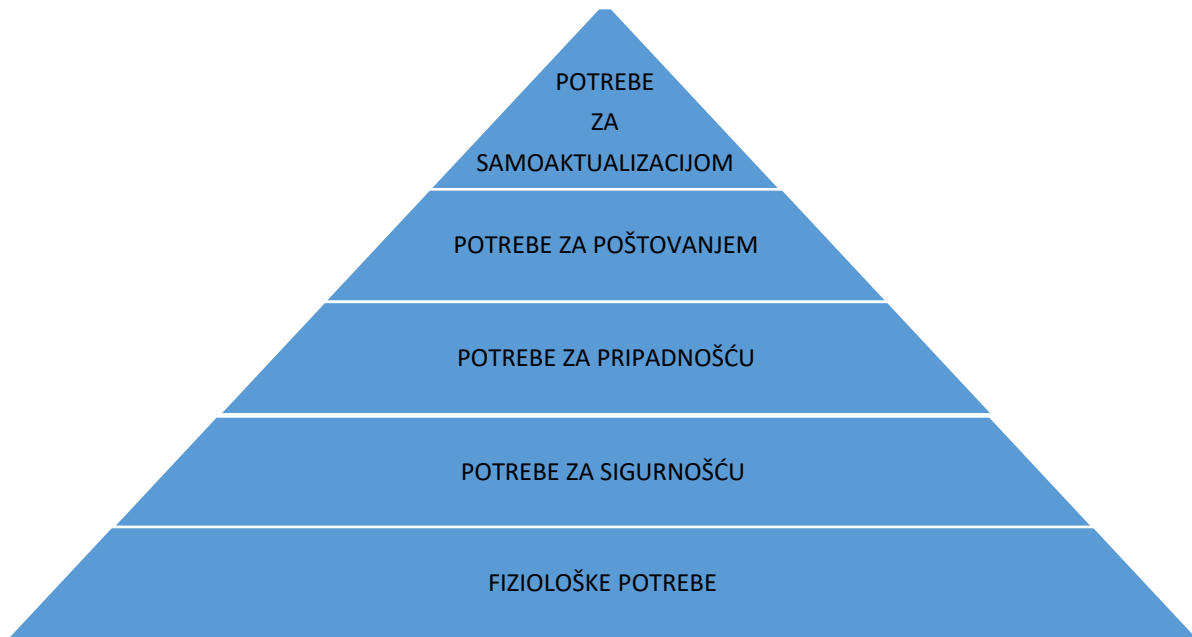 POTREBE
ZA
SAMOAKTUALIZACIJOM
POTREBE ZA POŠTOVANJEM
POTREBE ZA PRIPADNOŠĆU
POTREBE ZA SIGURNOŠĆU
FIZIOLOŠKE POTREBE